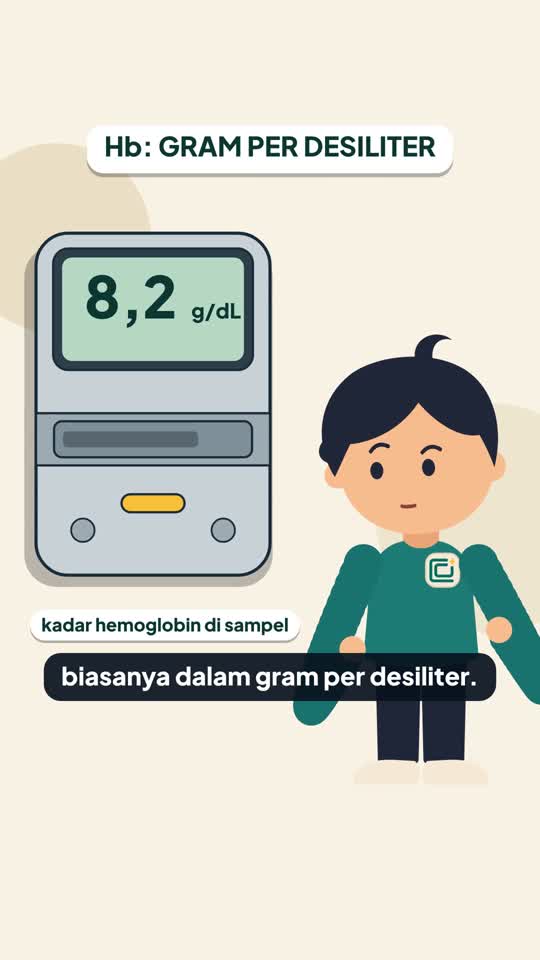 Hb: GRAM PER DESILITER
8,2 g/dL
kadar hemoglobin di sampel
biasanya dalam gram per desiliter.